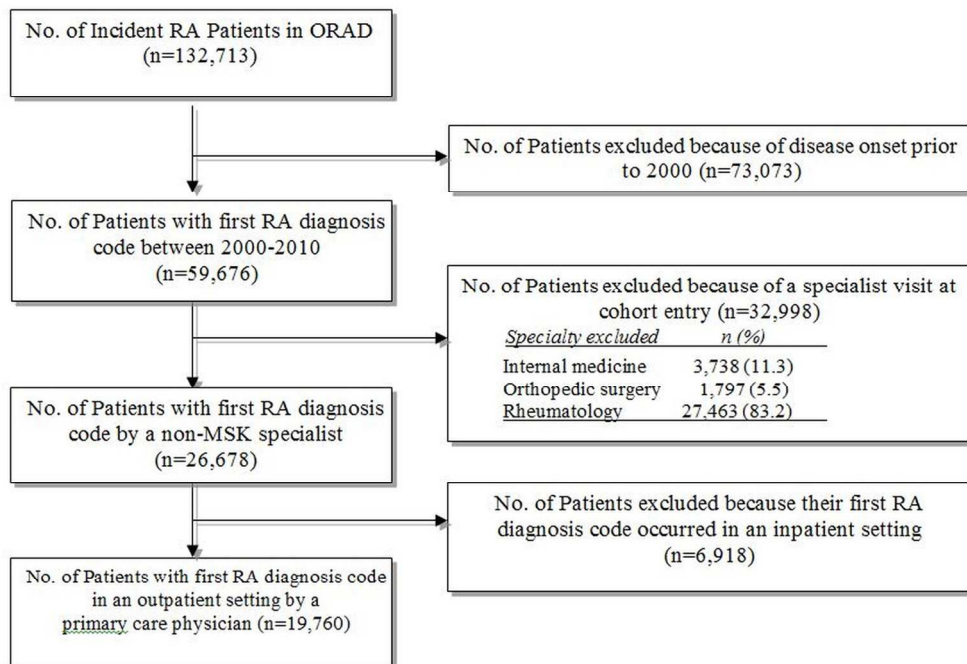 No. of Incident RA Patients in ORAD
(n=132,713)
No. of Patients excluded because of disease onset prior
to 2000 (n=73,073)
No. of Patients with first RA diagnosis
code between 2000-2010
(n=59,676)
No. of Patients excluded because of a specialist visit at
cohort entry (n=32,998)
Specialty excluded n (%)
Internal medicine 3,738 (11.3)
Orthopedic surgery 1,797 (5.5)
Rheumatology 27,463 (83.2)
No. of Patients with first RA diagnosis
code by a non-MSK specialist
(n=26,678)
No. of Patients excluded because their first RA
diagnosis code occurred in an inpatient setting
(n=6,918)
No. of Patients with first RA diagnosis code
in an outpatient setting by a
primary care physician (n=19,760)